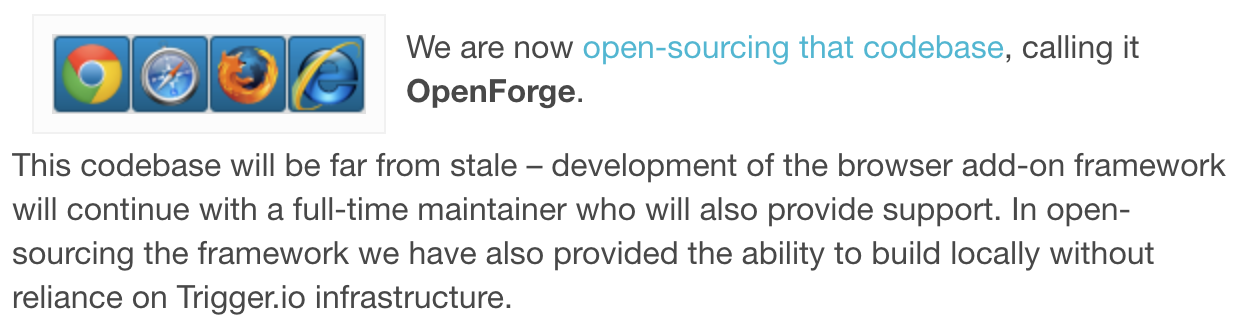 We are now open-sourcing that codebase, calling it
OpenForge.
This codebase will be far from stale – development of the browser add-on framework
will continue with a full-time maintainer who will also provide support. In open-
sourcing the framework we have also provided the ability to build locally without
reliance on Trigger.io infrastructure.